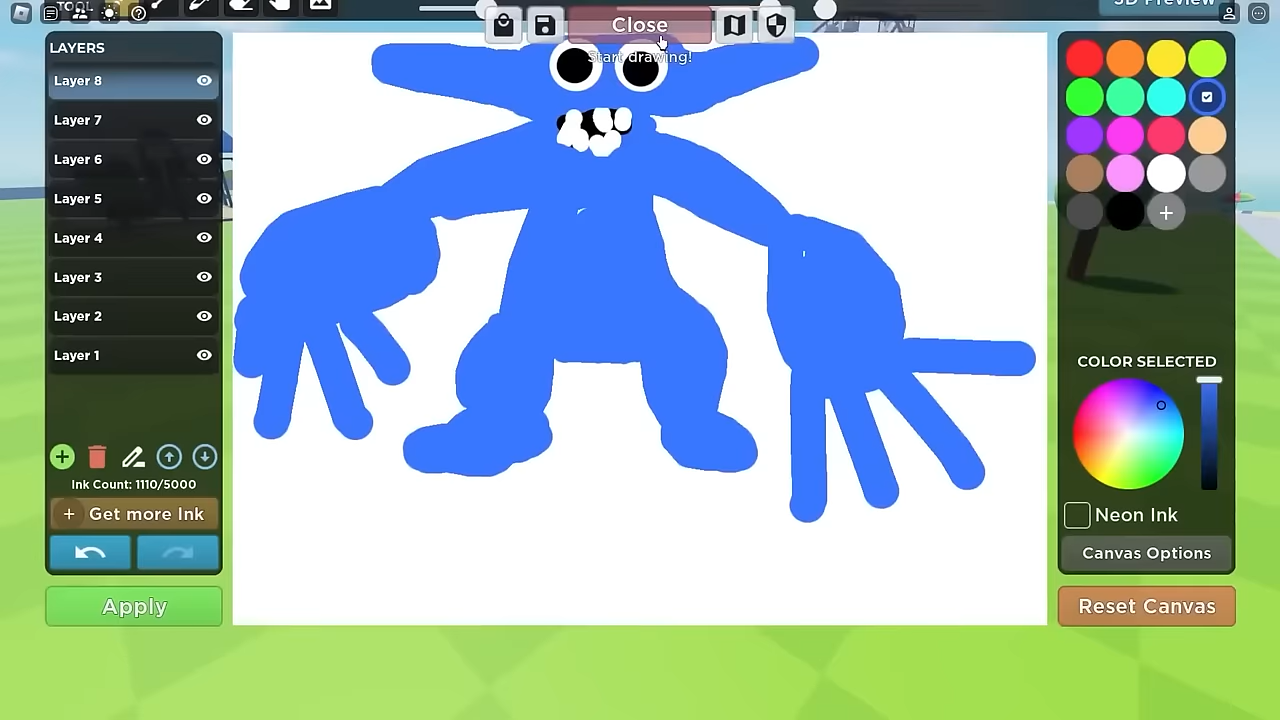 TOOL
Close
3D Preview
Start drawing!
LAYERS
Layer 8
Layer 7
Layer 6
Layer 5
Layer 4
Layer 3
Layer 2
Layer 1
Ink Count: 1110/5000
+ Get more Ink
Apply
COLOR SELECTED
Neon Ink
Canvas Options
Reset Canvas